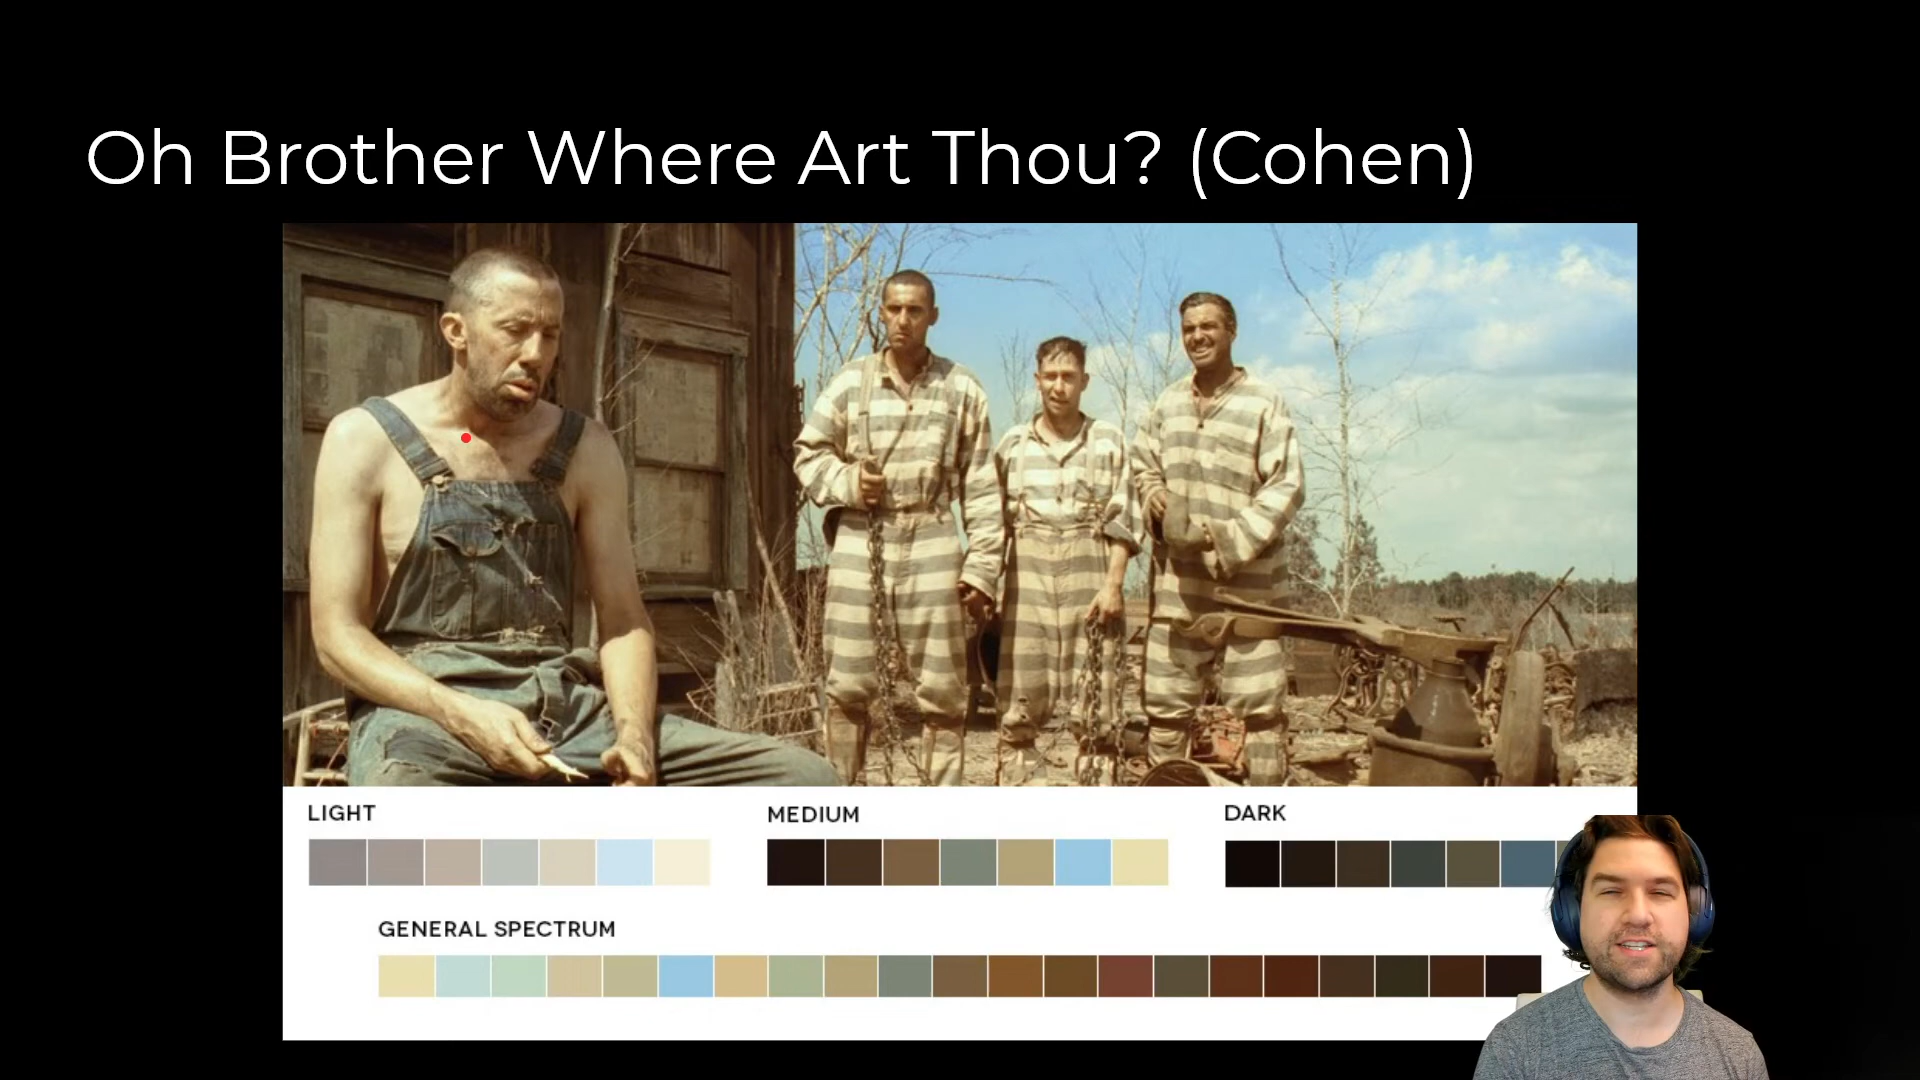 Oh Brother Where Art Thou? (Cohen)
LIGHT
MEDIUM
DARK
GENERAL SPECTRUM